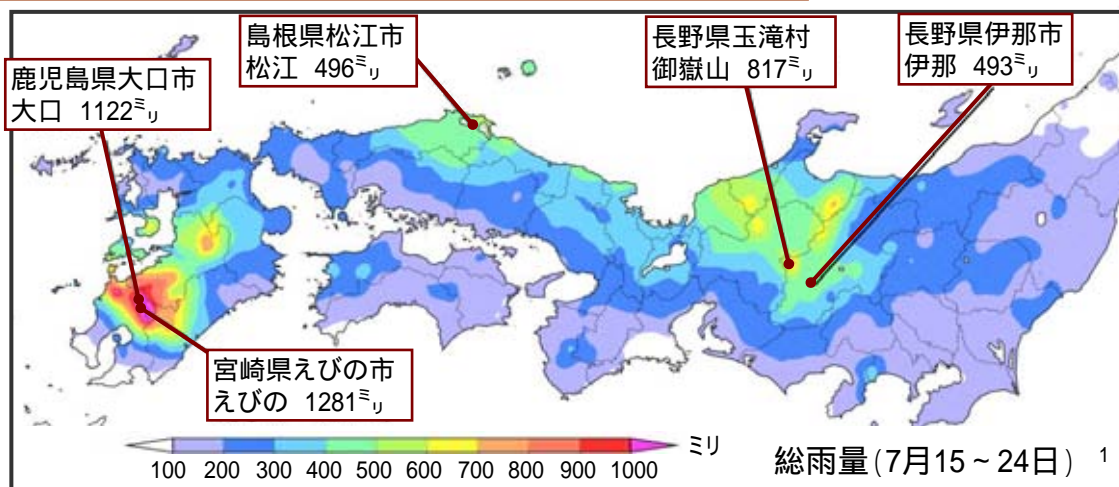 鹿児島県大口市
大口 1122ミリ
島根県松江市
松江 496ミリ
長野県玉滝村
御嶽山 817ミリ
長野県伊那市
伊那 493ミリ
宮崎県えびの市
えびの 1281ミリ
ミリ
100 200 300 400 500 600 700 800 900 1000
総雨量(7月15~24日) 1